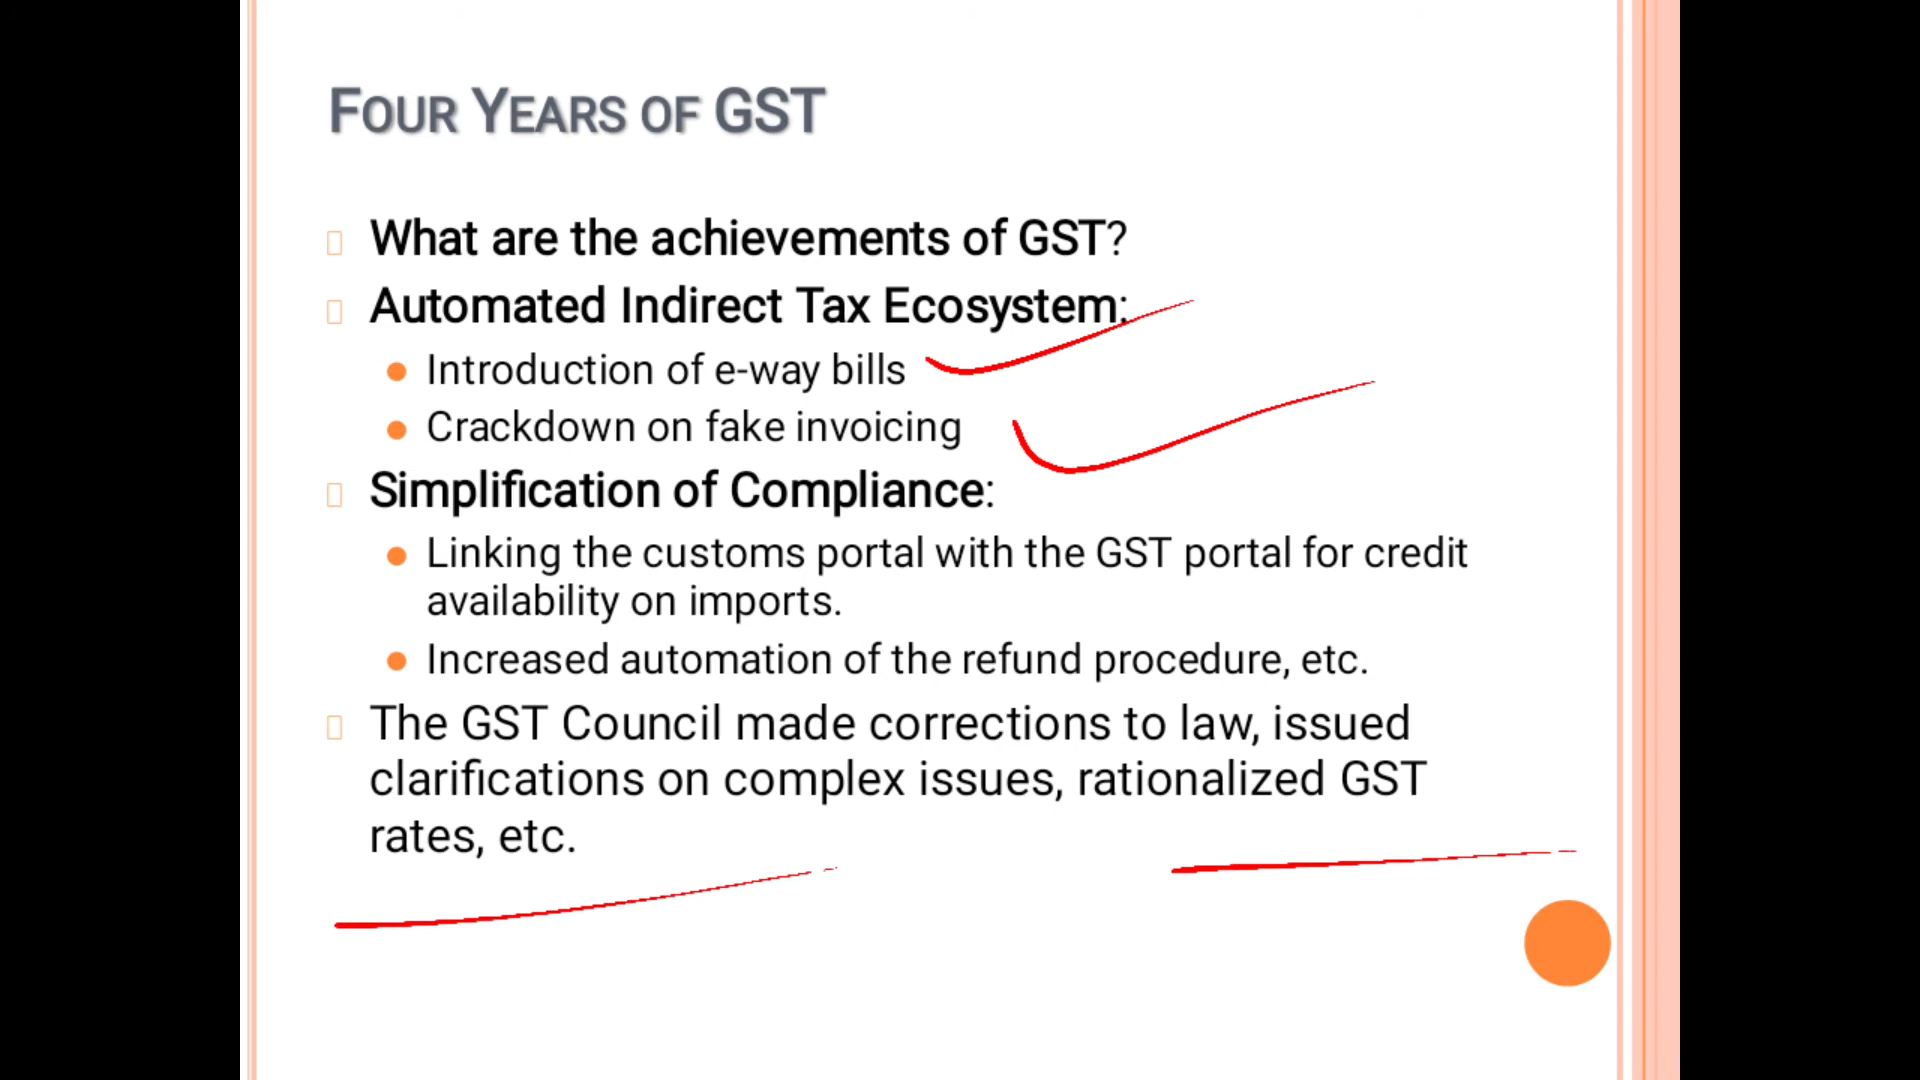 FOUR YEARS OF GST
What are the achievements of GST?
Automated Indirect Tax Ecosystem:
Introduction of e-way bills
Crackdown on fake invoicing
Simplification of Compliance:
Linking the customs portal with the GST portal for credit
availability on imports.
Increased automation of the refund procedure, etc.
The GST Council made corrections to law, issued
clarifications on complex issues, rationalized GST
rates, etc.